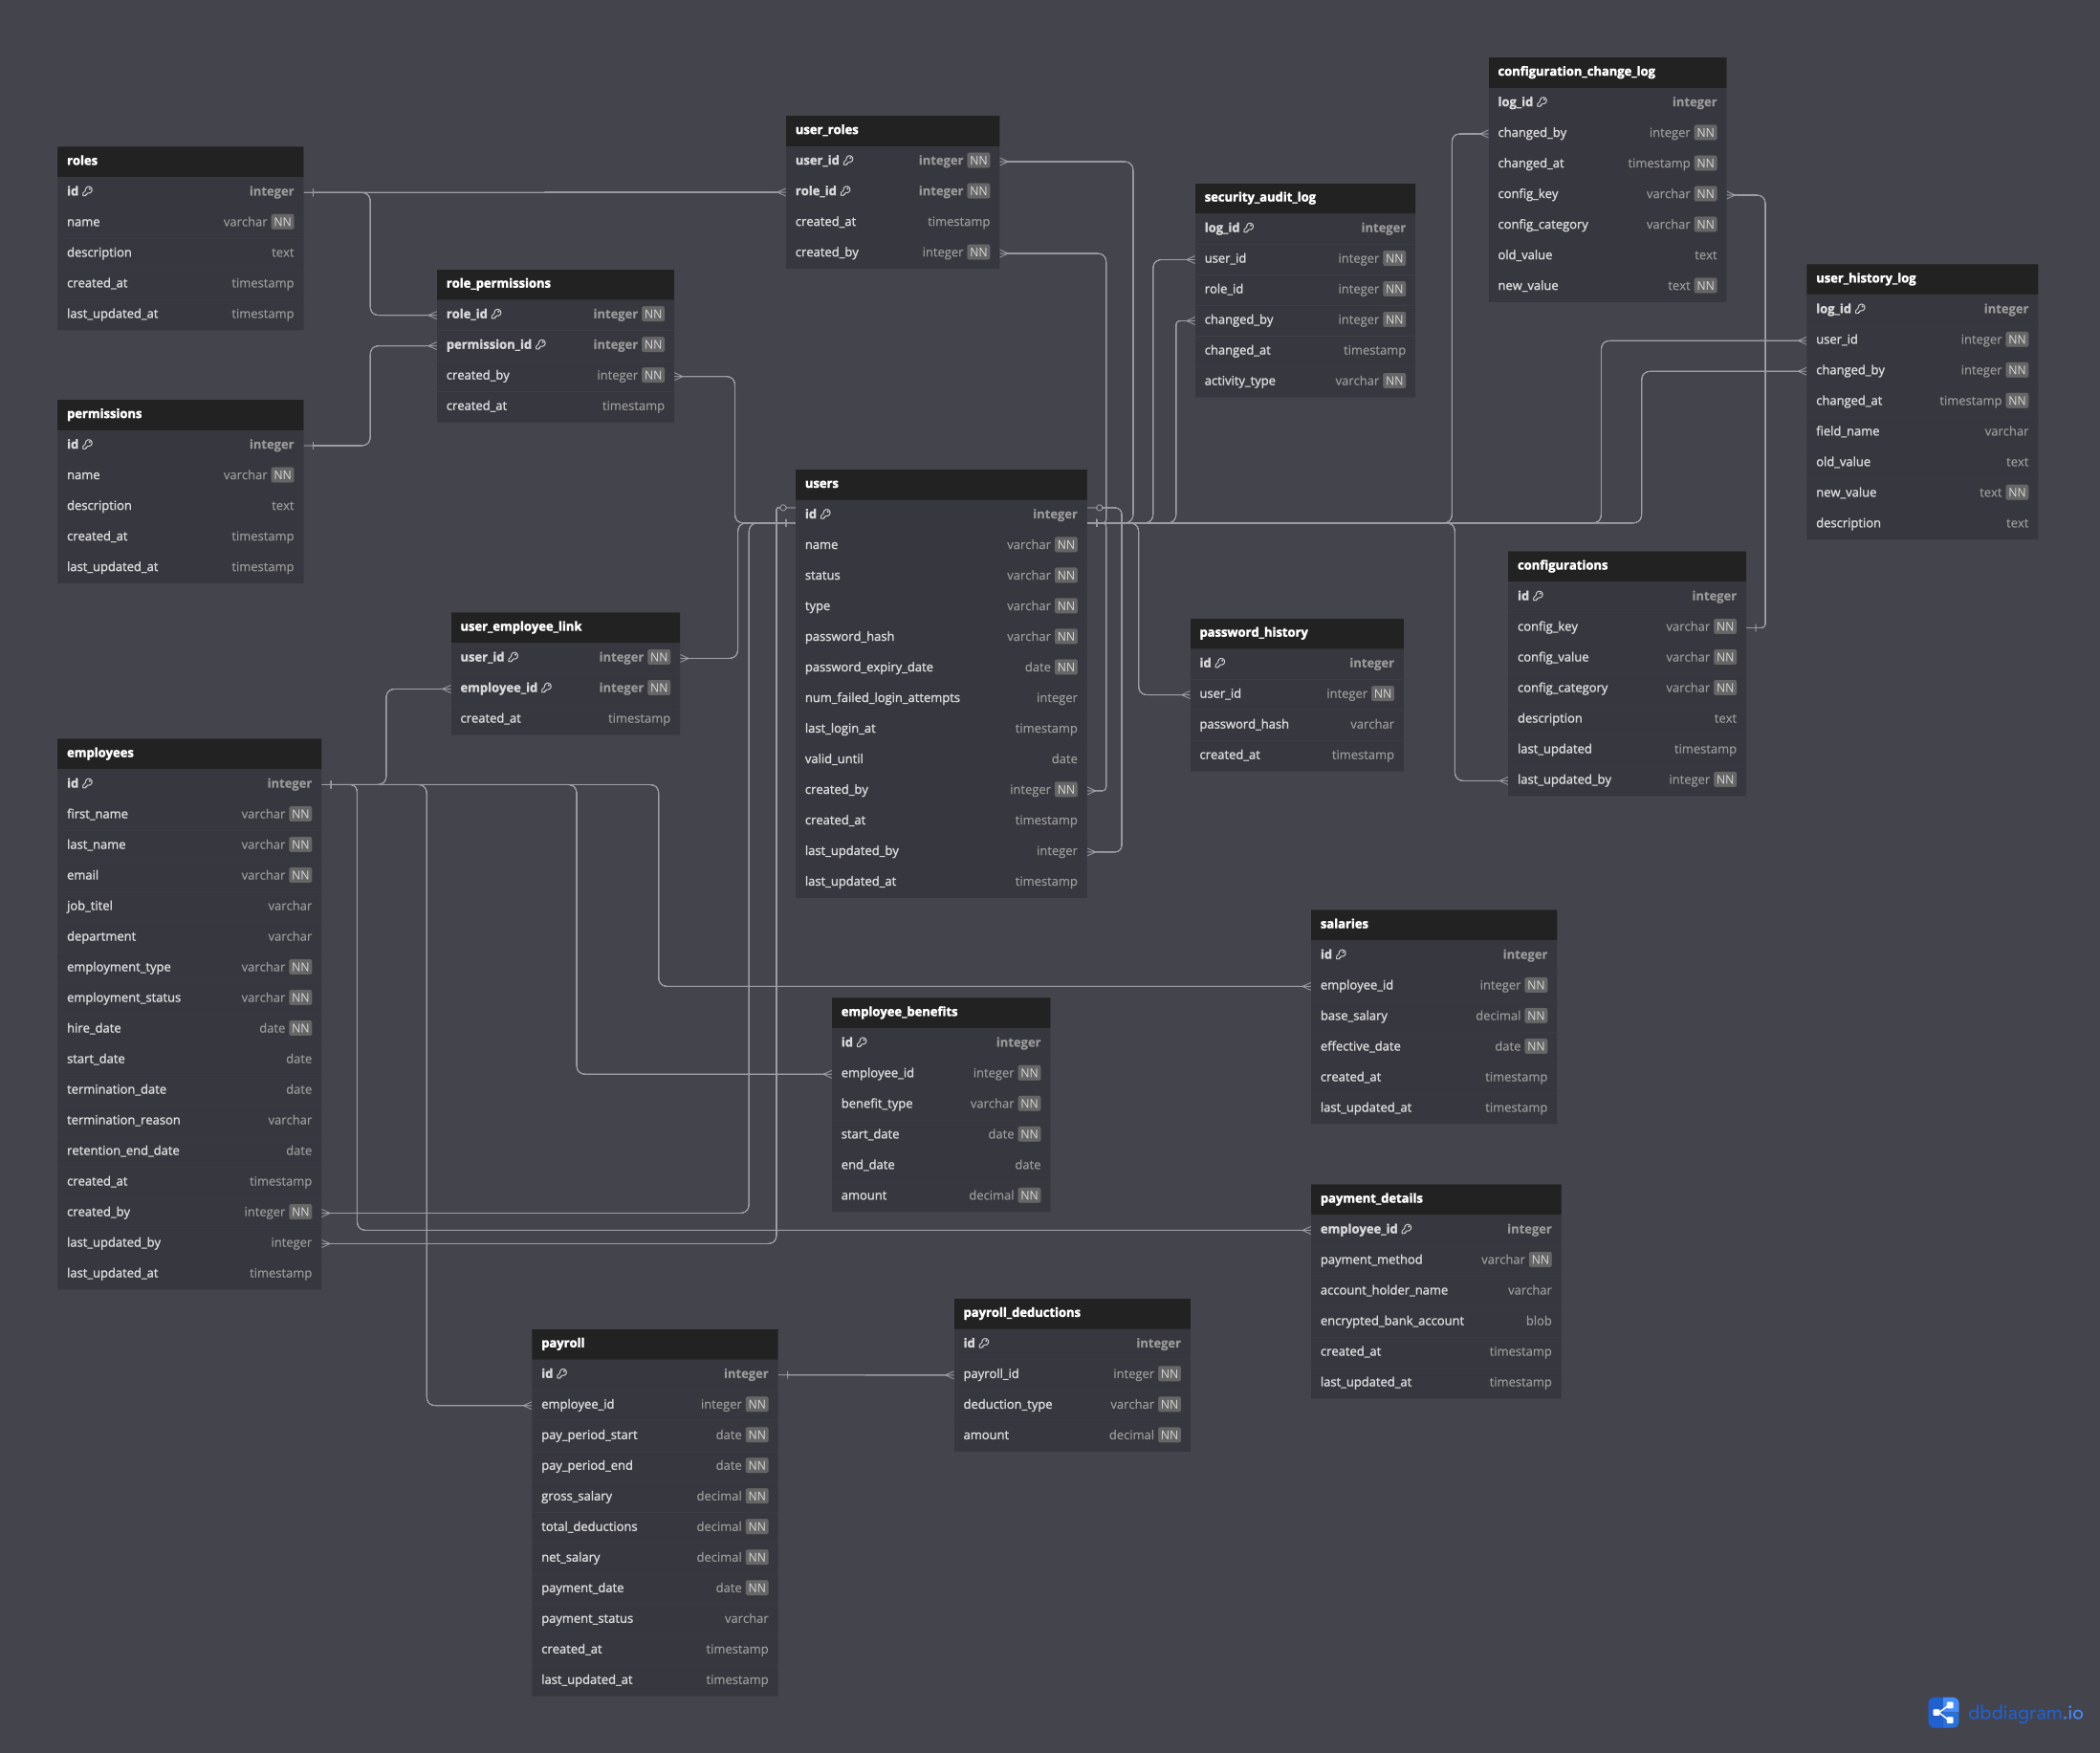 configuration_change_log
log_id integer
changed_by integer NN
changed_at timestamp NN
config_key varchar NN
config_category varchar NN
old_value text
new_value text NN
user_roles
user_id integer NN
role_id integer NN
created_at timestamp
created_by integer NN
roles
id integer
name varchar NN
description text
created_at timestamp
last_updated_at timestamp
security_audit_log
log_id integer
user_id integer NN
role_id integer NN
changed_by integer NN
changed_at timestamp
activity_type varchar NN
user_history_log
log_id integer
user_id integer NN
changed_by integer NN
changed_at timestamp NN
field_name varchar
old_value text
new_value text NN
description text
role_permissions
role_id integer NN
permission_id integer NN
created_by integer NN
created_at timestamp
permissions
id integer
name varchar NN
description text
created_at timestamp
last_updated_at timestamp
users
id integer
name varchar NN
status varchar NN
type varchar NN
password_hash varchar NN
password_expiry_date date NN
num_failed_login_attempts integer
last_login_at timestamp
valid_until date
created_by integer NN
created_at timestamp
last_updated_by integer
last_updated_at timestamp
configurations
id integer
config_key varchar NN
config_value varchar NN
config_category varchar NN
description text
last_updated timestamp
last_updated_by integer NN
user_employee_link
user_id integer NN
employee_id integer NN
created_at timestamp
password_history
id integer
user_id integer NN
password_hash varchar
created_at timestamp
employees
id integer
first_name varchar NN
last_name varchar NN
email varchar NN
job_titel varchar
department varchar
employment_type varchar NN
employment_status varchar NN
hire_date date NN
start_date date
termination_date date
termination_reason varchar
retention_end_date date
created_at timestamp
created_by integer NN
last_updated_by integer
last_updated_at timestamp
salaries
id integer
employee_id integer NN
base_salary decimal NN
effective_date date NN
created_at timestamp
last_updated_at timestamp
employee_benefits
id integer
employee_id integer NN
benefit_type varchar NN
start_date date NN
end_date date
amount decimal NN
payment_details
employee_id integer
payment_method varchar NN
account_holder_name varchar
encrypted_bank_account blob
created_at timestamp
last_updated_at timestamp
payroll_deductions
id integer
payroll_id integer NN
deduction_type varchar NN
amount decimal NN
payroll
id integer
employee_id integer NN
pay_period_start date NN
pay_period_end date NN
gross_salary decimal NN
total_deductions decimal NN
net_salary decimal NN
payment_date date NN
payment_status varchar
created_at timestamp
last_updated_at timestamp
dbdiagram.io